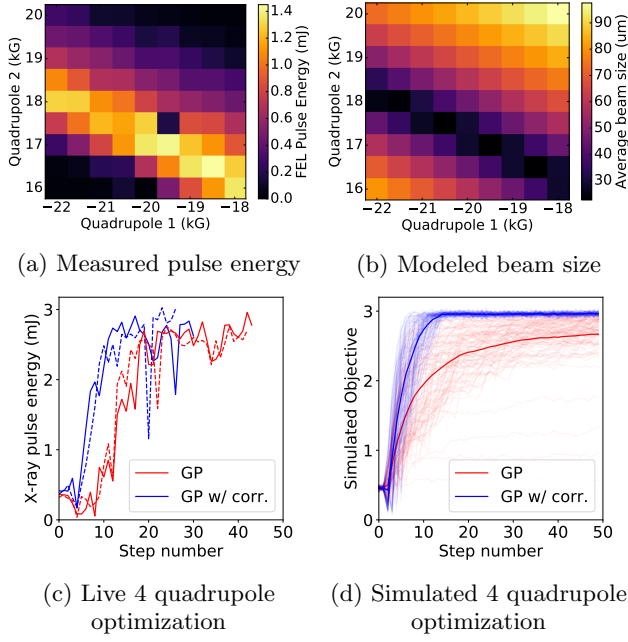 20
19
18
17
16
Quadrupole 2 (kG)
−22 −21 −20 −19 −18
Quadrupole 1 (kG)
1.4
1.2
1.0
0.8
0.6
0.4
0.2
0.0
FEL Pulse Energy (mJ)
(a) Measured pulse energy
20
19
18
17
16
Quadrupole 2 (kG)
−22 −21 −20 −19 −18
Quadrupole 1 (kG)
90
80
70
60
50
40
30
Average beam size (um)
(b) Modeled beam size
3
2
1
0
X-ray pulse energy (mJ)
GP
GP w/ corr.
0 10 20 30 40 50
Step number
(c) Live 4 quadrupole
optimization
3
2
1
0
Simulated Objective
GP
GP w/ corr.
0 10 20 30 40 50
Step number
(d) Simulated 4 quadrupole
optimization